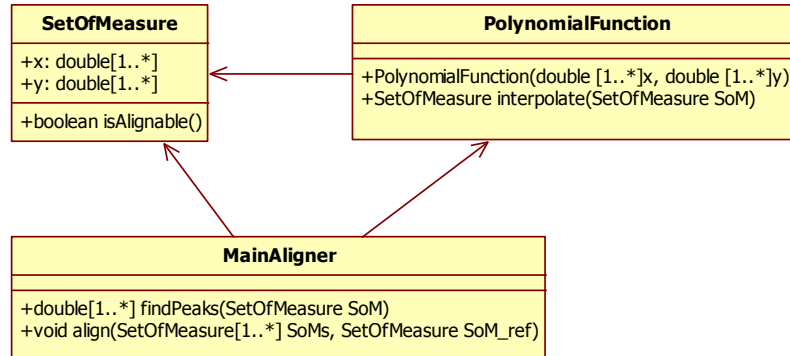 SetOfMeasure
+x: double[1..*]
+y: double[1..*]
+boolean isAlignable()
PolynomialFunction
+PolynomialFunction(double [1..*]x, double [1..*]y)
+SetOfMeasure interpolate(SetOfMeasure SoM)
MainAligner
+double[1..*] findPeaks(SetOfMeasure SoM)
+void align(SetOfMeasure[1..*] SoMs, SetOfMeasure SoM_ref)